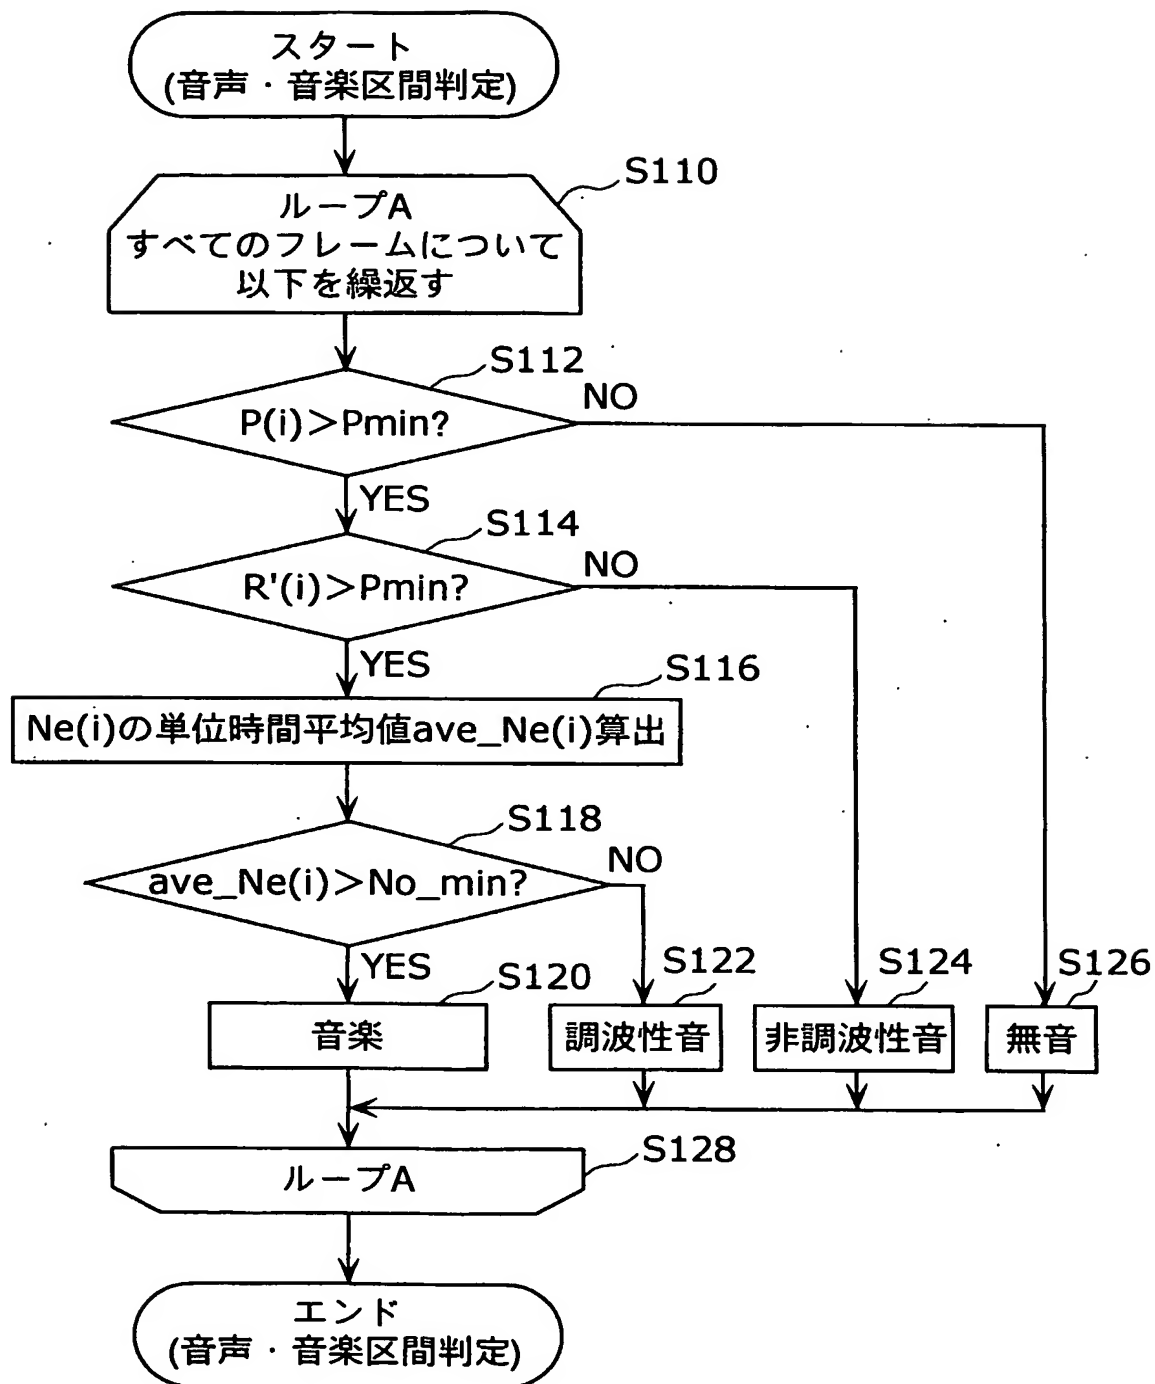 スタート
(音声・音楽区間判定)
S110
ループA
すべてのフレームについて
以下を繰返す
S112
P(i)>Pmin?
NO
YES
S114
R'(i)>Pmin?
NO
YES
S116
Ne(i)の単位時間平均値ave_Ne(i)算出
S118
ave_Ne(i)>No_min?
NO
YES
S120
音楽
S122
調波性音
S124
非調波性音
S126
無音
S128
ループA
エンド
(音声・音楽区間判定)